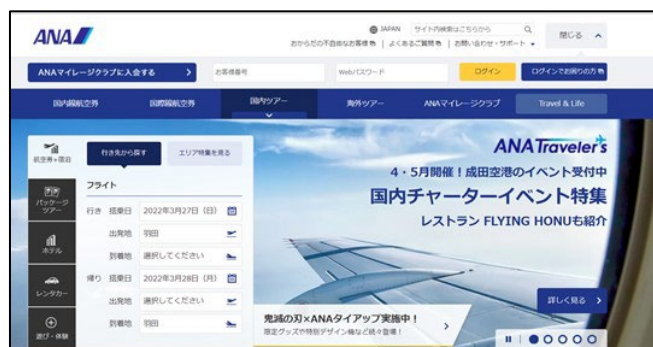 ANA
JAPAN
サイト内検索はこちらから
おからだの不自由なお客様
よくあるご質問
お問い合わせ・サポート
閉じる
ANAマイレージクラブに入会する
お客様番号
Webパスワード
ログイン
ログインでお困りの方
国内線航空券
国際線航空券
国内ツアー
海外ツアー
ANAマイレージクラブ
Travel & Life
航空券+宿泊
行き先から探す
エリア特集を見る
パッケージ
ツアー
ホテル
レンタカー
遊び・体験
フライト
行き 搭乗日 2022年3月27日（日）
出発地 羽田
到着地 選択してください
帰り 搭乗日 2022年3月28日（月）
出発地 選択してください
到着地 羽田
ANA Traveler's
4・5月開催！成田空港のイベント受付中
国内チャーターイベント特集
レストラン FLYING HONUも紹介
詳しく見る
鬼滅の刃×ANAタイアップ実施中！
限定グッズや特別デザイン機など続々登場！